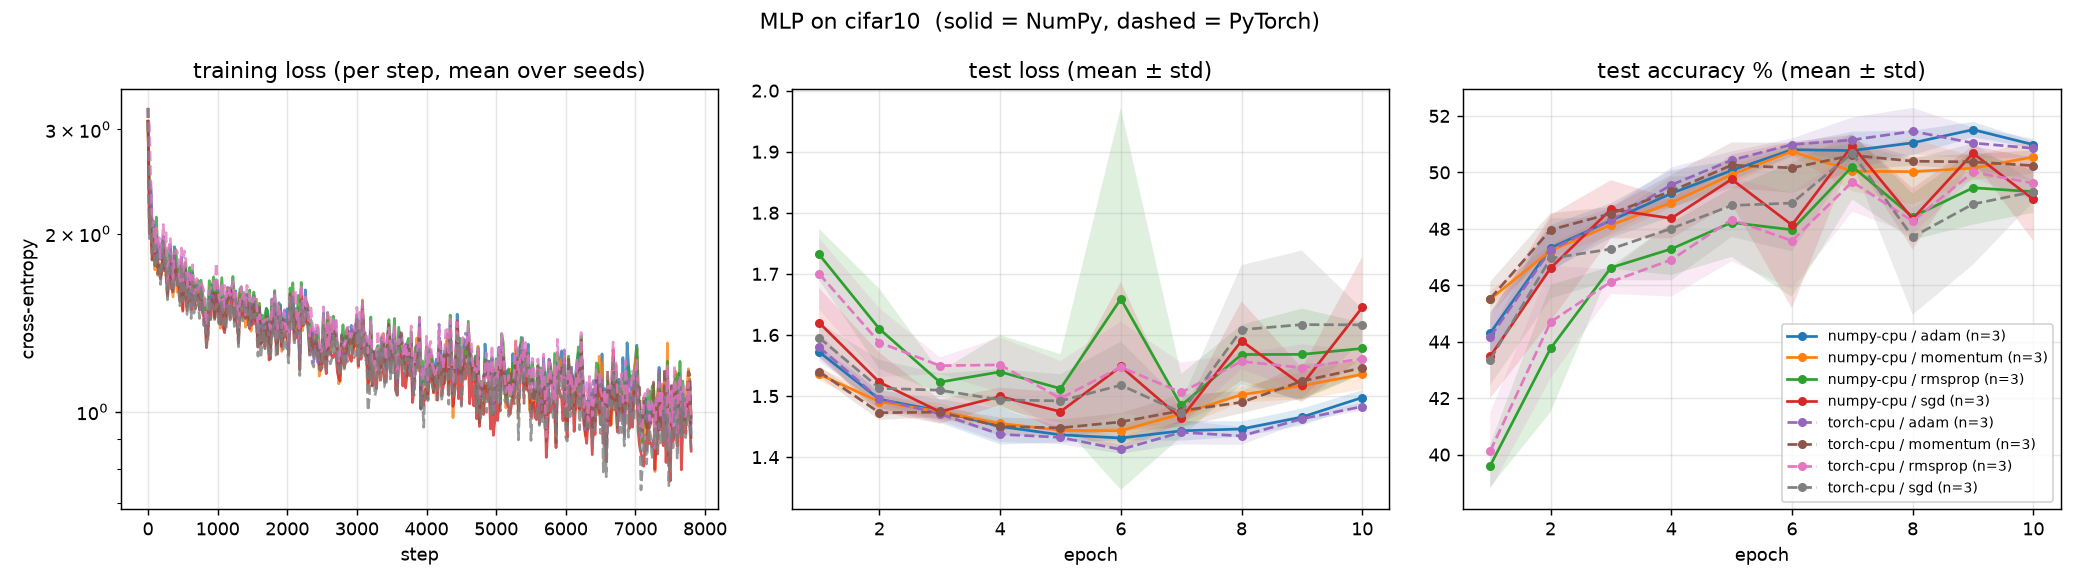 MLP on cifar10  (solid = NumPy, dashed = PyTorch)
training loss (per step, mean over seeds)
cross-entropy
3 × 10⁰
2 × 10⁰
10⁰
0 1000 2000 3000 4000 5000 6000 7000 8000
step
test loss (mean ± std)
2.0
1.9
1.8
1.7
1.6
1.5
1.4
2 4 6 8 10
epoch
test accuracy % (mean ± std)
52
50
48
46
44
42
40
numpy-cpu / adam (n=3)
numpy-cpu / momentum (n=3)
numpy-cpu / rmsprop (n=3)
numpy-cpu / sgd (n=3)
torch-cpu / adam (n=3)
torch-cpu / momentum (n=3)
torch-cpu / rmsprop (n=3)
torch-cpu / sgd (n=3)
2 4 6 8 10
epoch